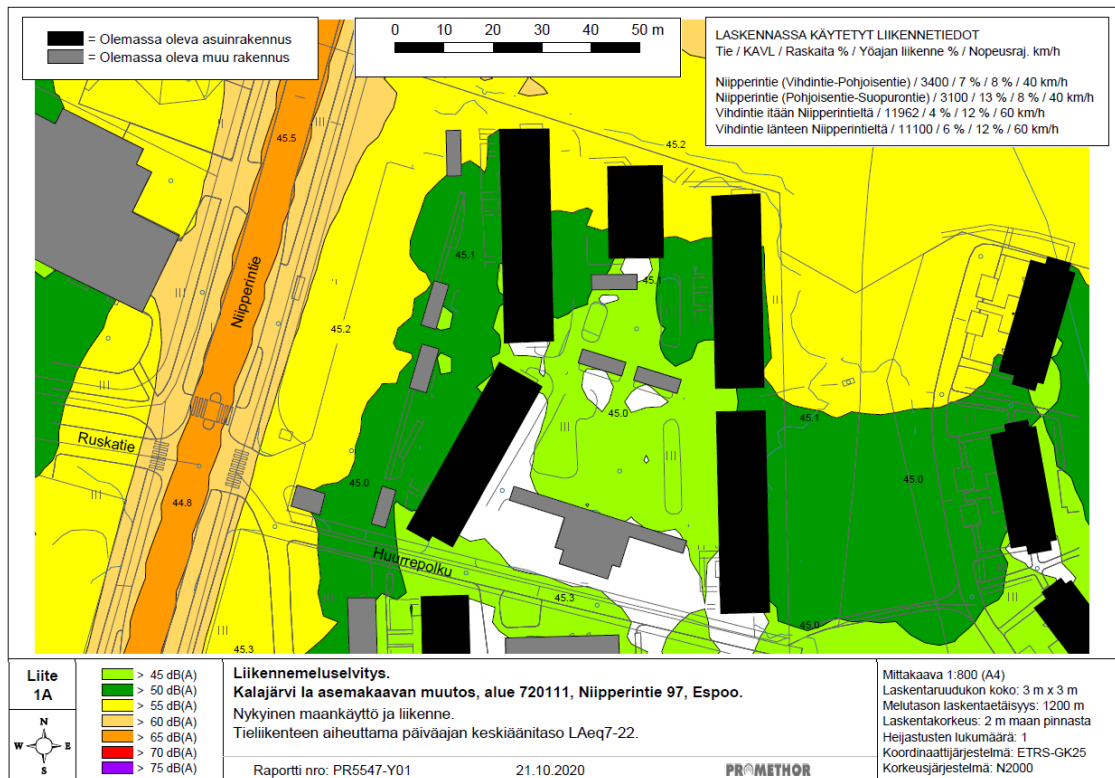 = Olemassa oleva asuinrakennus
= Olemassa oleva muu rakennus
0 10 20 30 40 50 m
LASKENNASSA KÄYTETYT LIIKENNETIEDOT
Tie / KAVL / Raskaita % / Yöajan liikenne % / Nopeusraj. km/h
Niipperintie (Vihdintie-Pohjoisentie) / 3400 / 7 % / 8 % / 40 km/h
Niipperintie (Pohjoisentie-Suopurontie) / 3100 / 13 % / 8 % / 40 km/h
Vihdintie itään Niipperintieltä / 11962 / 4 % / 12 % / 60 km/h
Vihdintie länteen Niipperintieltä / 11100 / 6 % / 12 % / 60 km/h
45.5
45.2
45.1
45.1
Niipperintie
45.2
45.0
45.1
Ruskatie
44.8
45.0
45.0
Huurrepolku
45.3
45.0
45.3
Liite
1A
N
W E
S
> 45 dB(A)
> 50 dB(A)
> 55 dB(A)
> 60 dB(A)
> 65 dB(A)
> 70 dB(A)
> 75 dB(A)
Liikennemeluselvitys.
Kalajärvi Ia asemakaavan muutos, alue 720111, Niipperintie 97, Espoo.
Nykyinen maankäyttö ja liikenne.
Tieliikenteen aiheuttama päiväajan keskiäänitaso LAeq7-22.
Raportti nro: PR5547-Y01 21.10.2020 PROMETHOR
Mittakaava 1:800 (A4)
Laskentaruudukon koko: 3 m x 3 m
Melutason laskentaetäisyys: 1200 m
Laskentakorkeus: 2 m maan pinnasta
Heijastusten lukumäärä: 1
Koordinaattijärjestelmä: ETRS-GK25
Korkeusjärjestelmä: N2000